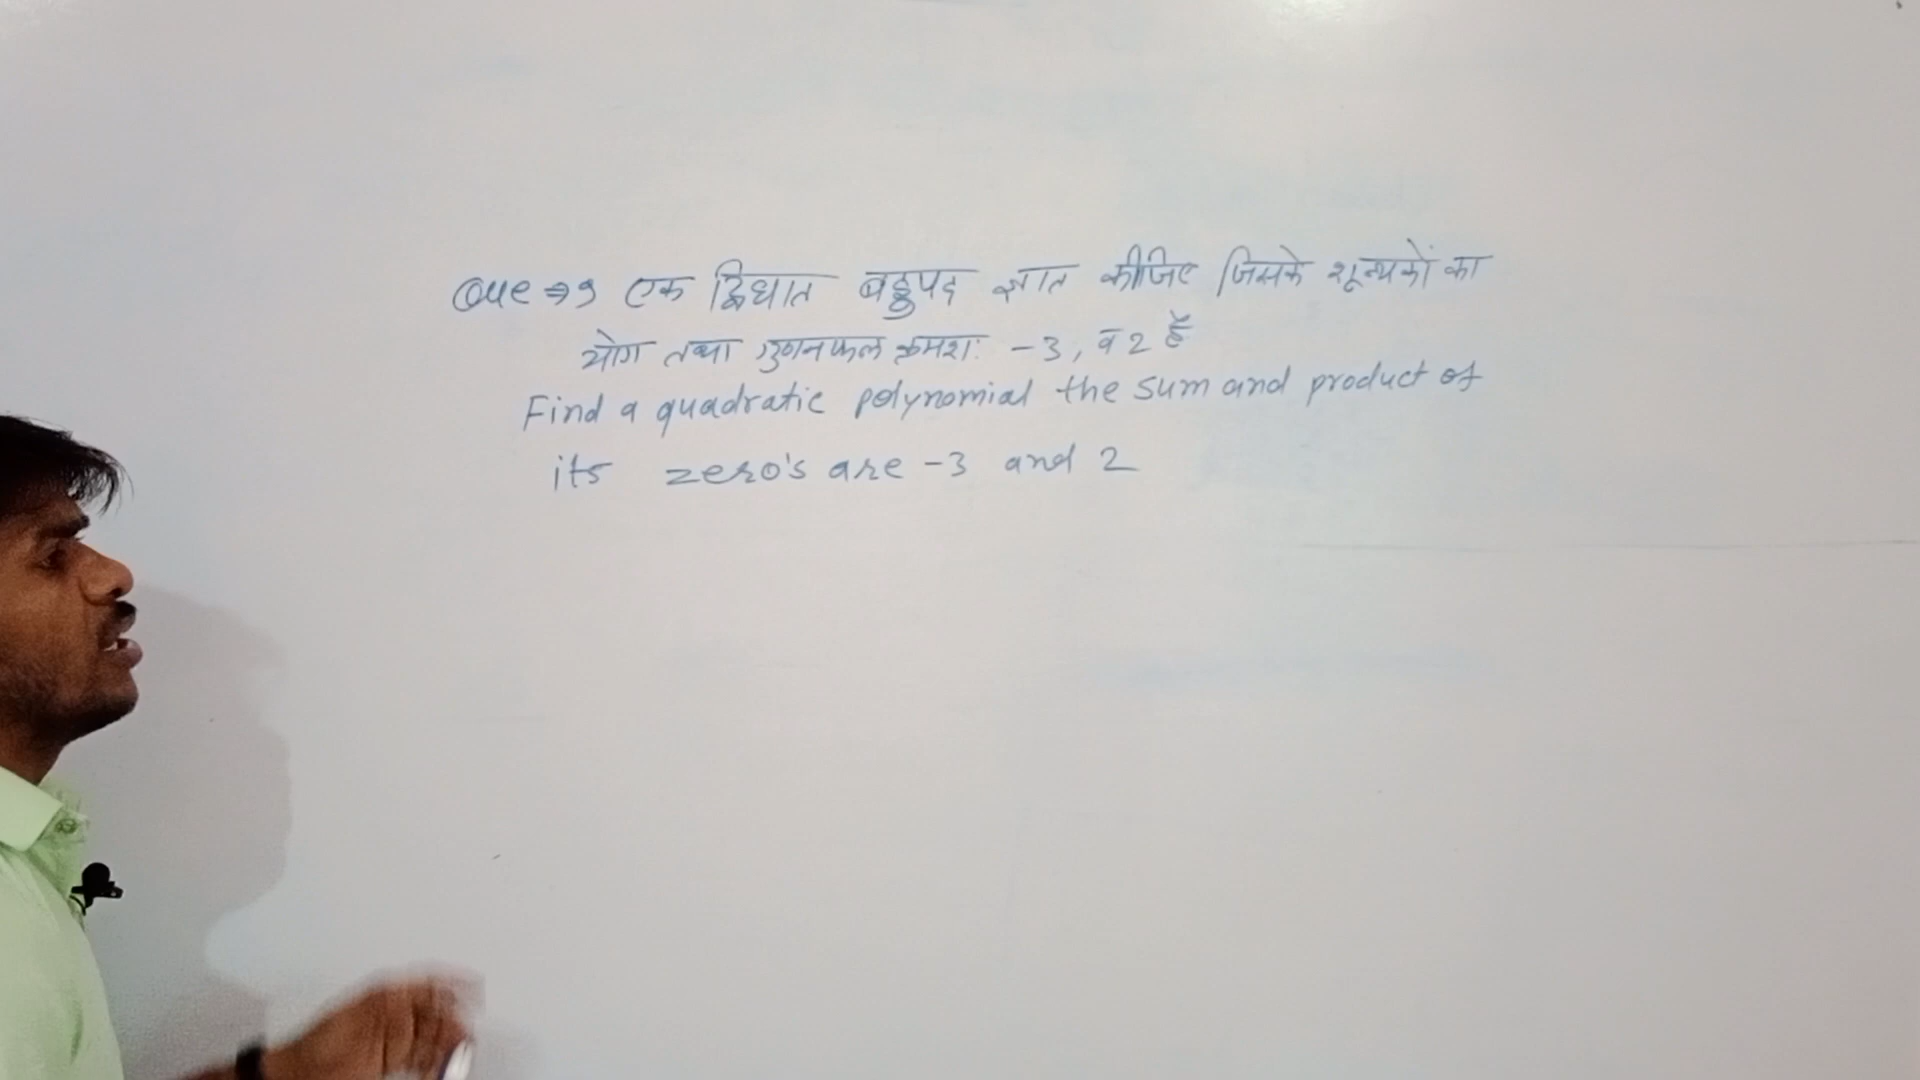 Que ⇒ 9 एक द्विघात बहुपद ज्ञात कीजिए जिसके शून्यकों का
योग तथा गुणनफल क्रमशः -3, व 2 हैं
Find a quadratic polynomial the sum and product of
its zero's are -3 and 2